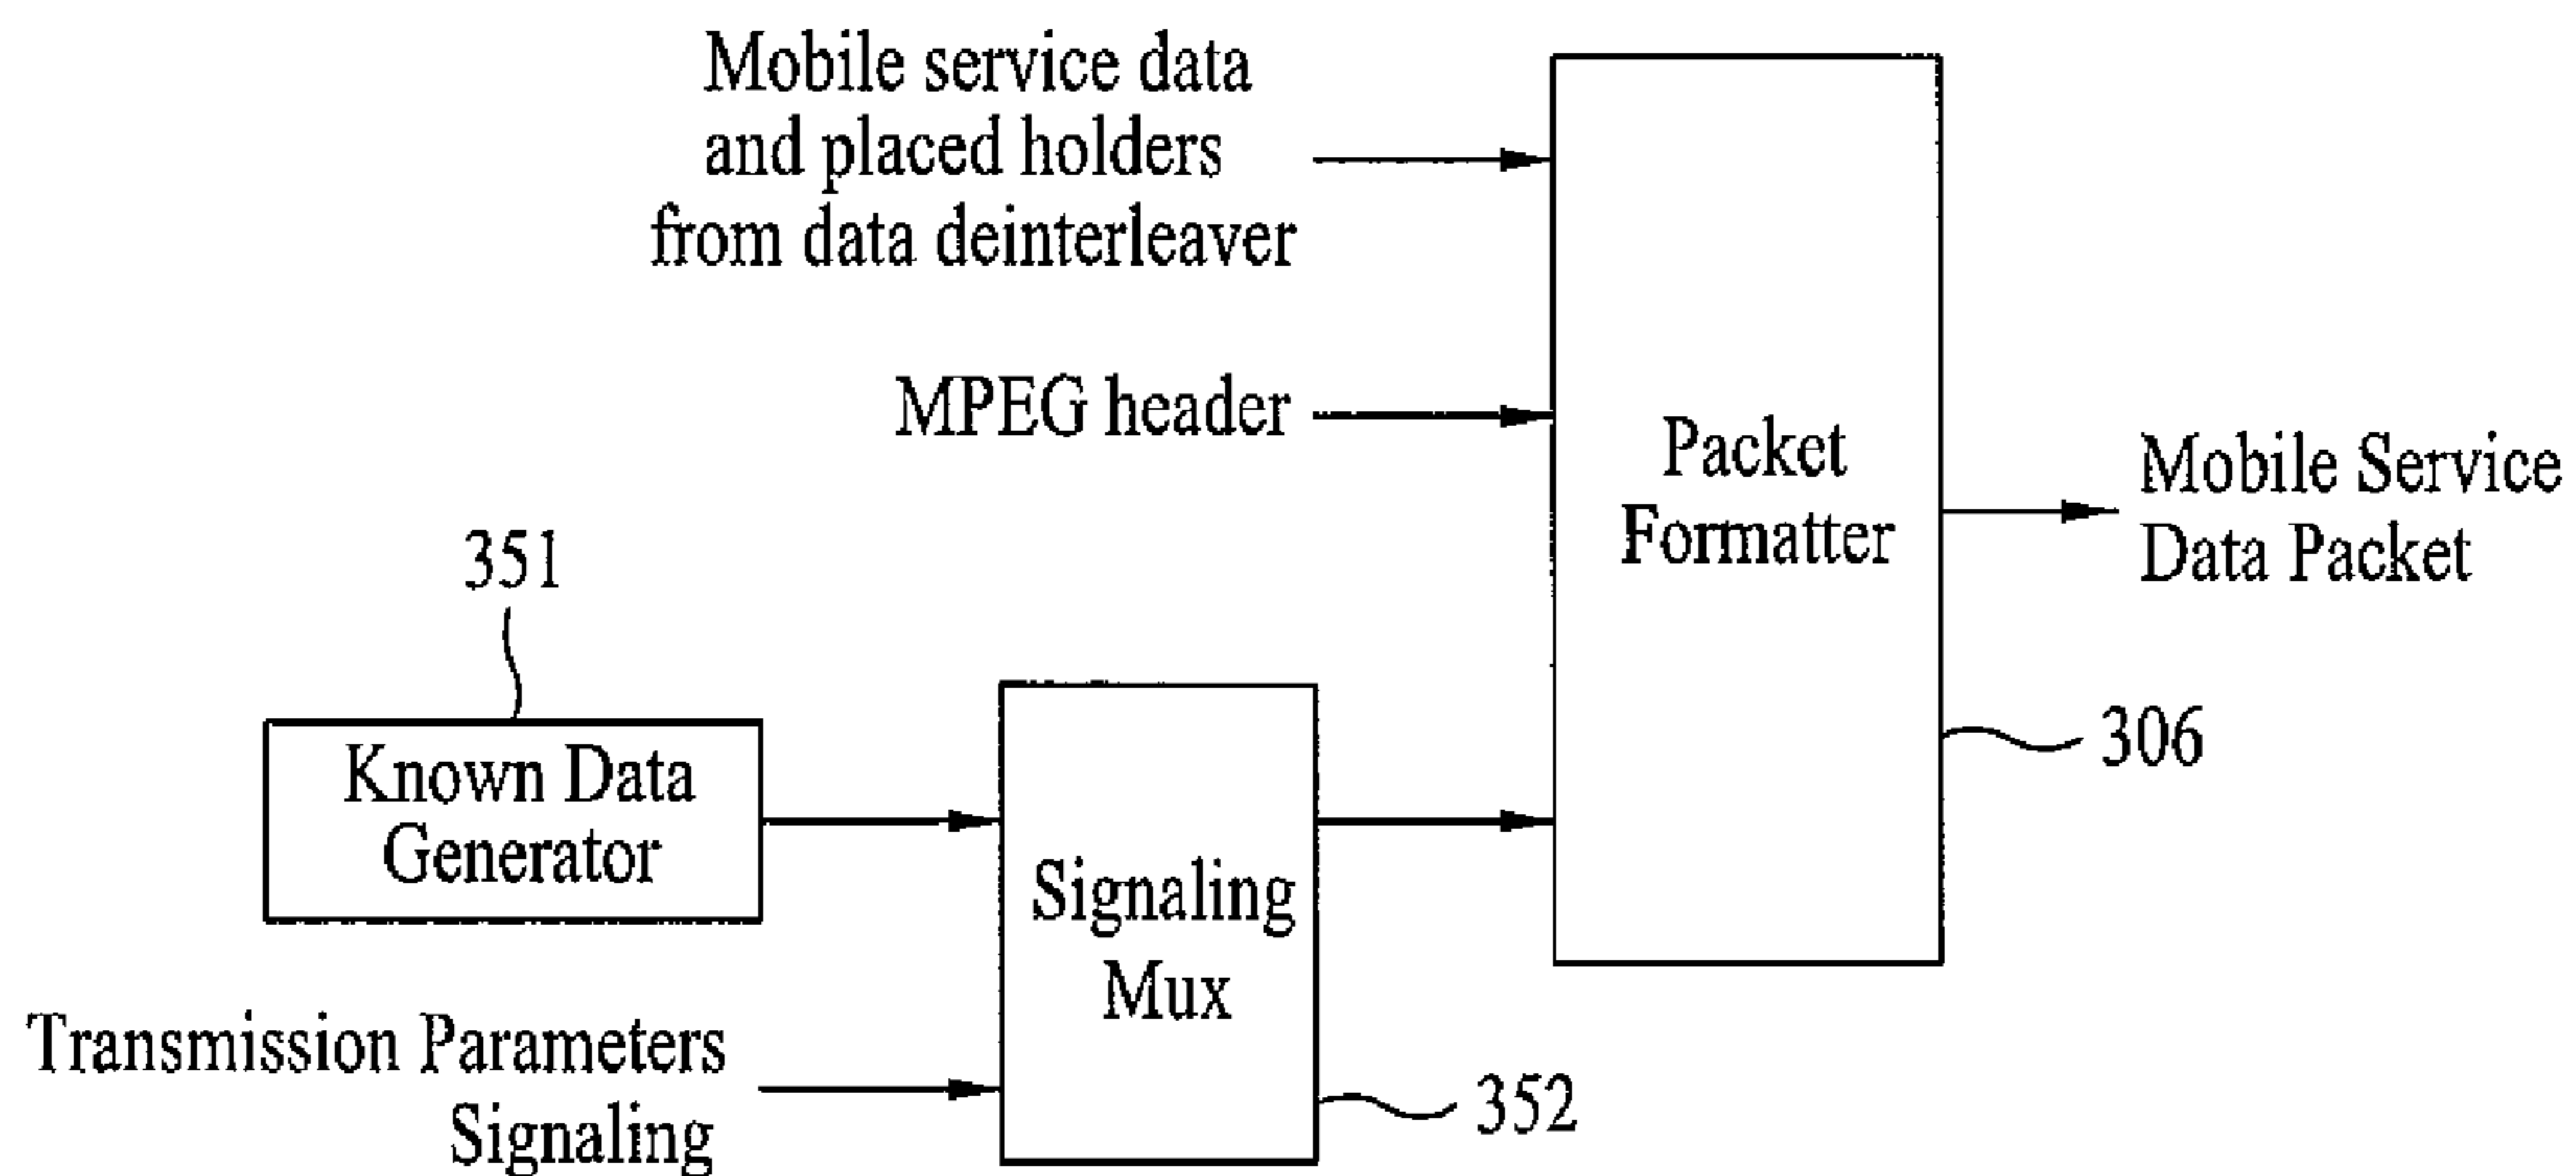 Mobile service data
and placed holders
from data deinterleaver
MPEG header
Packet
Formatter
Mobile Service
Data Packet
351
306
Known Data
Generator
Signaling
Mux
Transmission Parameters
Signaling
352